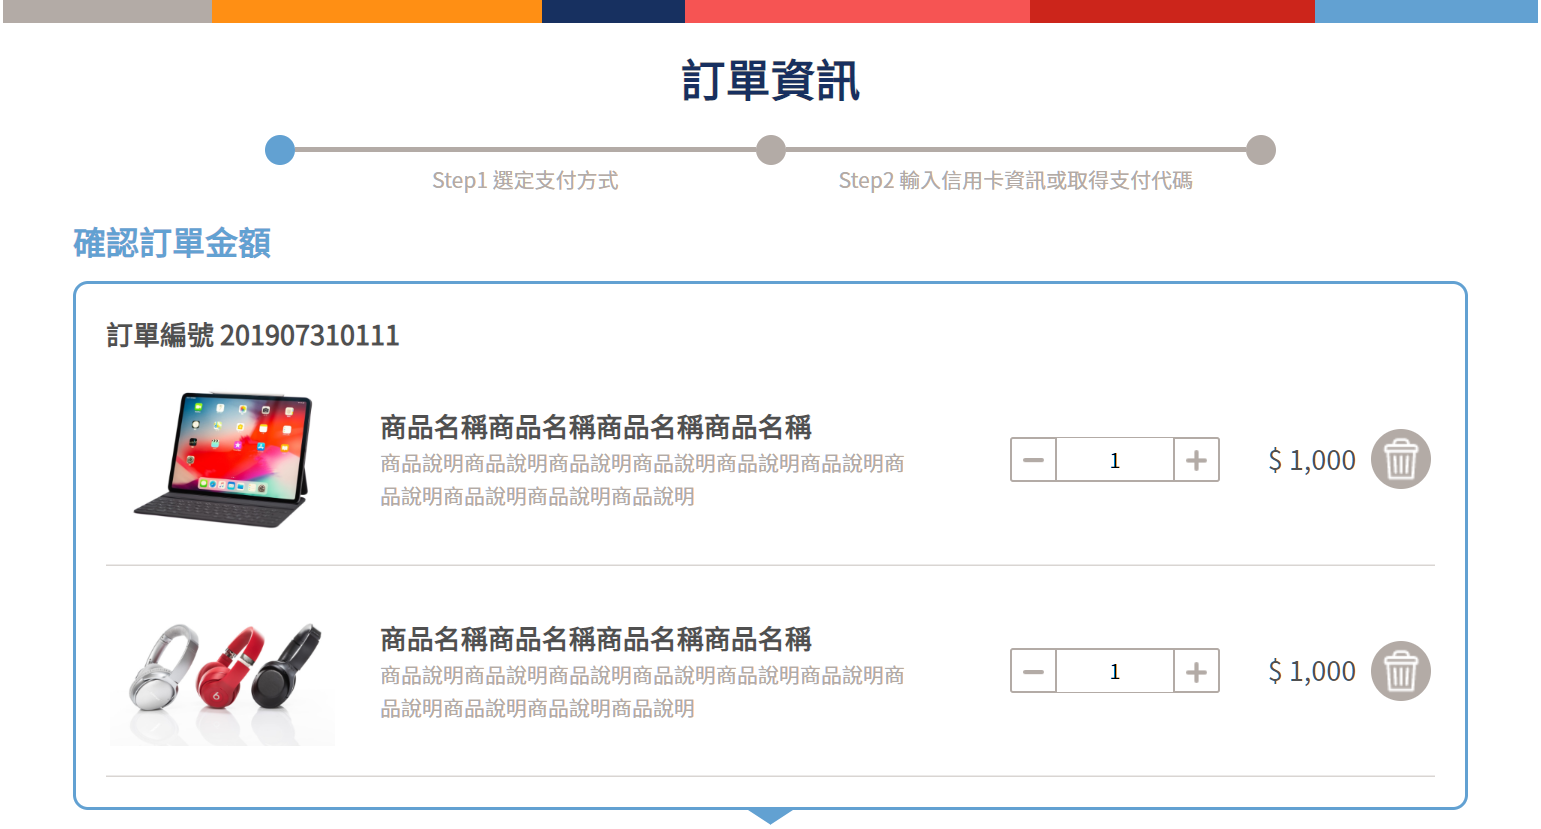 訂單資訊
Step1 選定支付方式
Step2 輸入信用卡資訊或取得支付代碼
確認訂單金額
訂單編號 201907310111
商品名稱商品名稱商品名稱商品名稱
商品說明商品說明商品說明商品說明商品說明商品說明商
品說明商品說明商品說明商品說明
1
$ 1,000
商品名稱商品名稱商品名稱商品名稱
商品說明商品說明商品說明商品說明商品說明商品說明商
品說明商品說明商品說明商品說明
1
$ 1,000